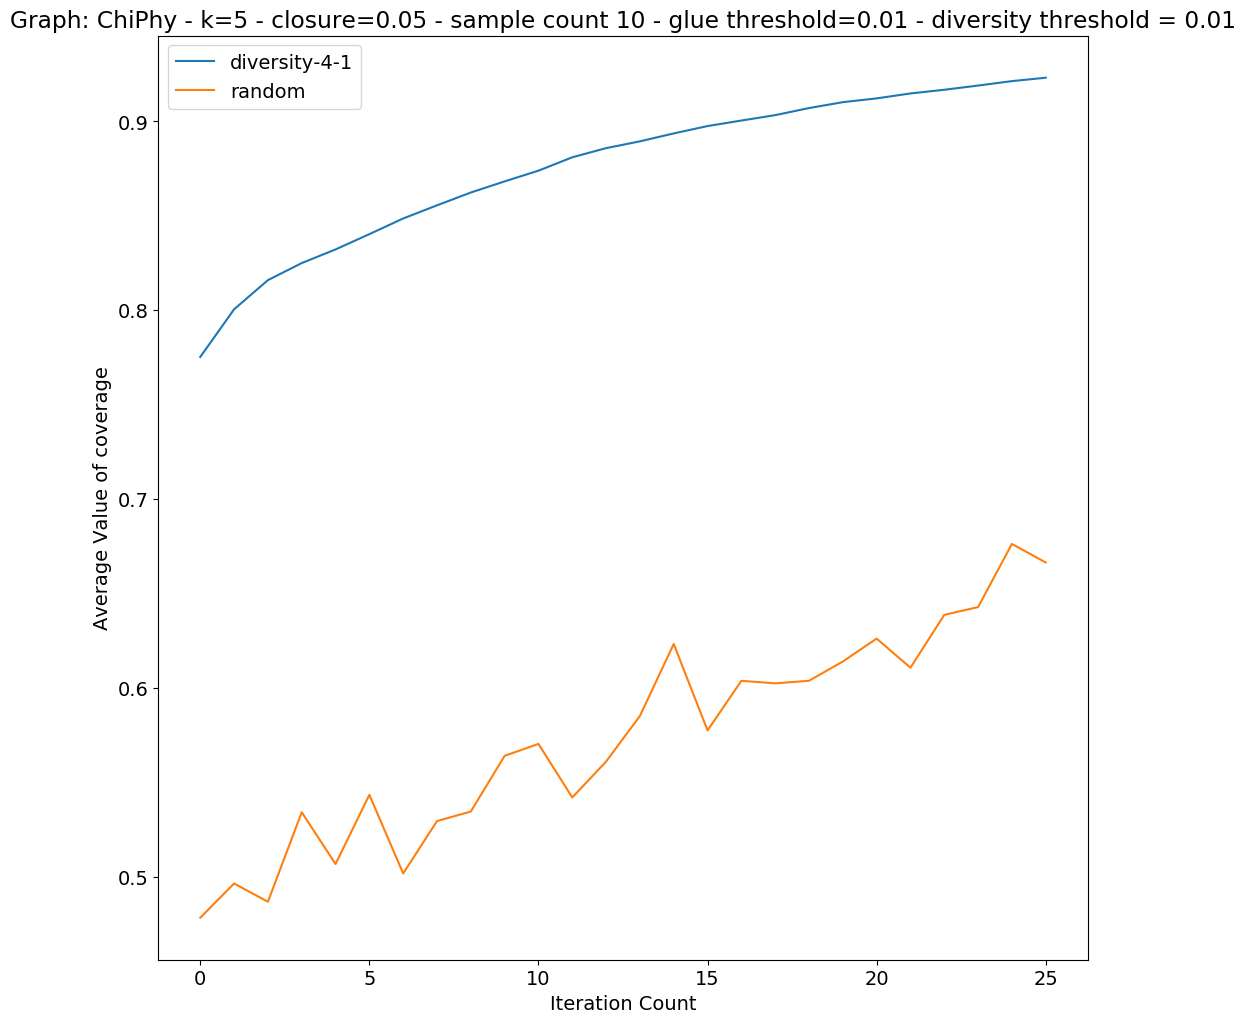 Graph: ChiPhy - k=5 - closure=0.05 - sample count 10 - glue threshold=0.01 - diversity threshold = 0.01
diversity-4-1
random
Average Value of coverage
0.9
0.8
0.7
0.6
0.5
0 5 10 15 20 25
Iteration Count